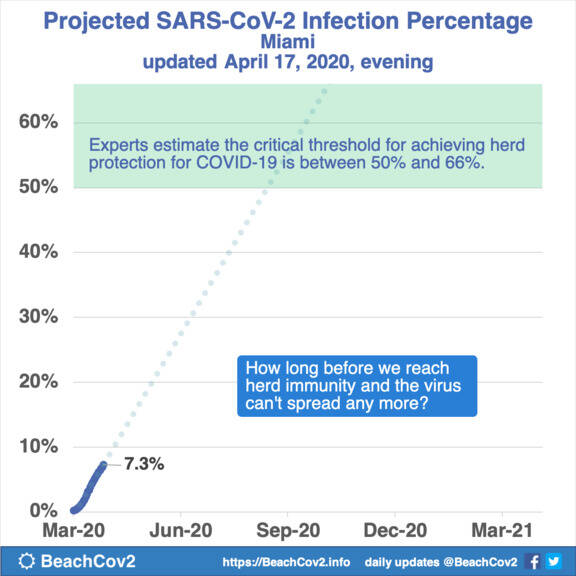 Projected SARS-CoV-2 Infection Percentage
Miami
updated April 17, 2020, evening
60%
Experts estimate the critical threshold for achieving herd
protection for COVID-19 is between 50% and 66%.
50%
40%
30%
20%
How long before we reach
herd immunity and the virus
can't spread any more?
10%
7.3%
0%
Mar-20 Jun-20 Sep-20 Dec-20 Mar-21
BeachCov2 https://BeachCov2.info daily updates @BeachCov2